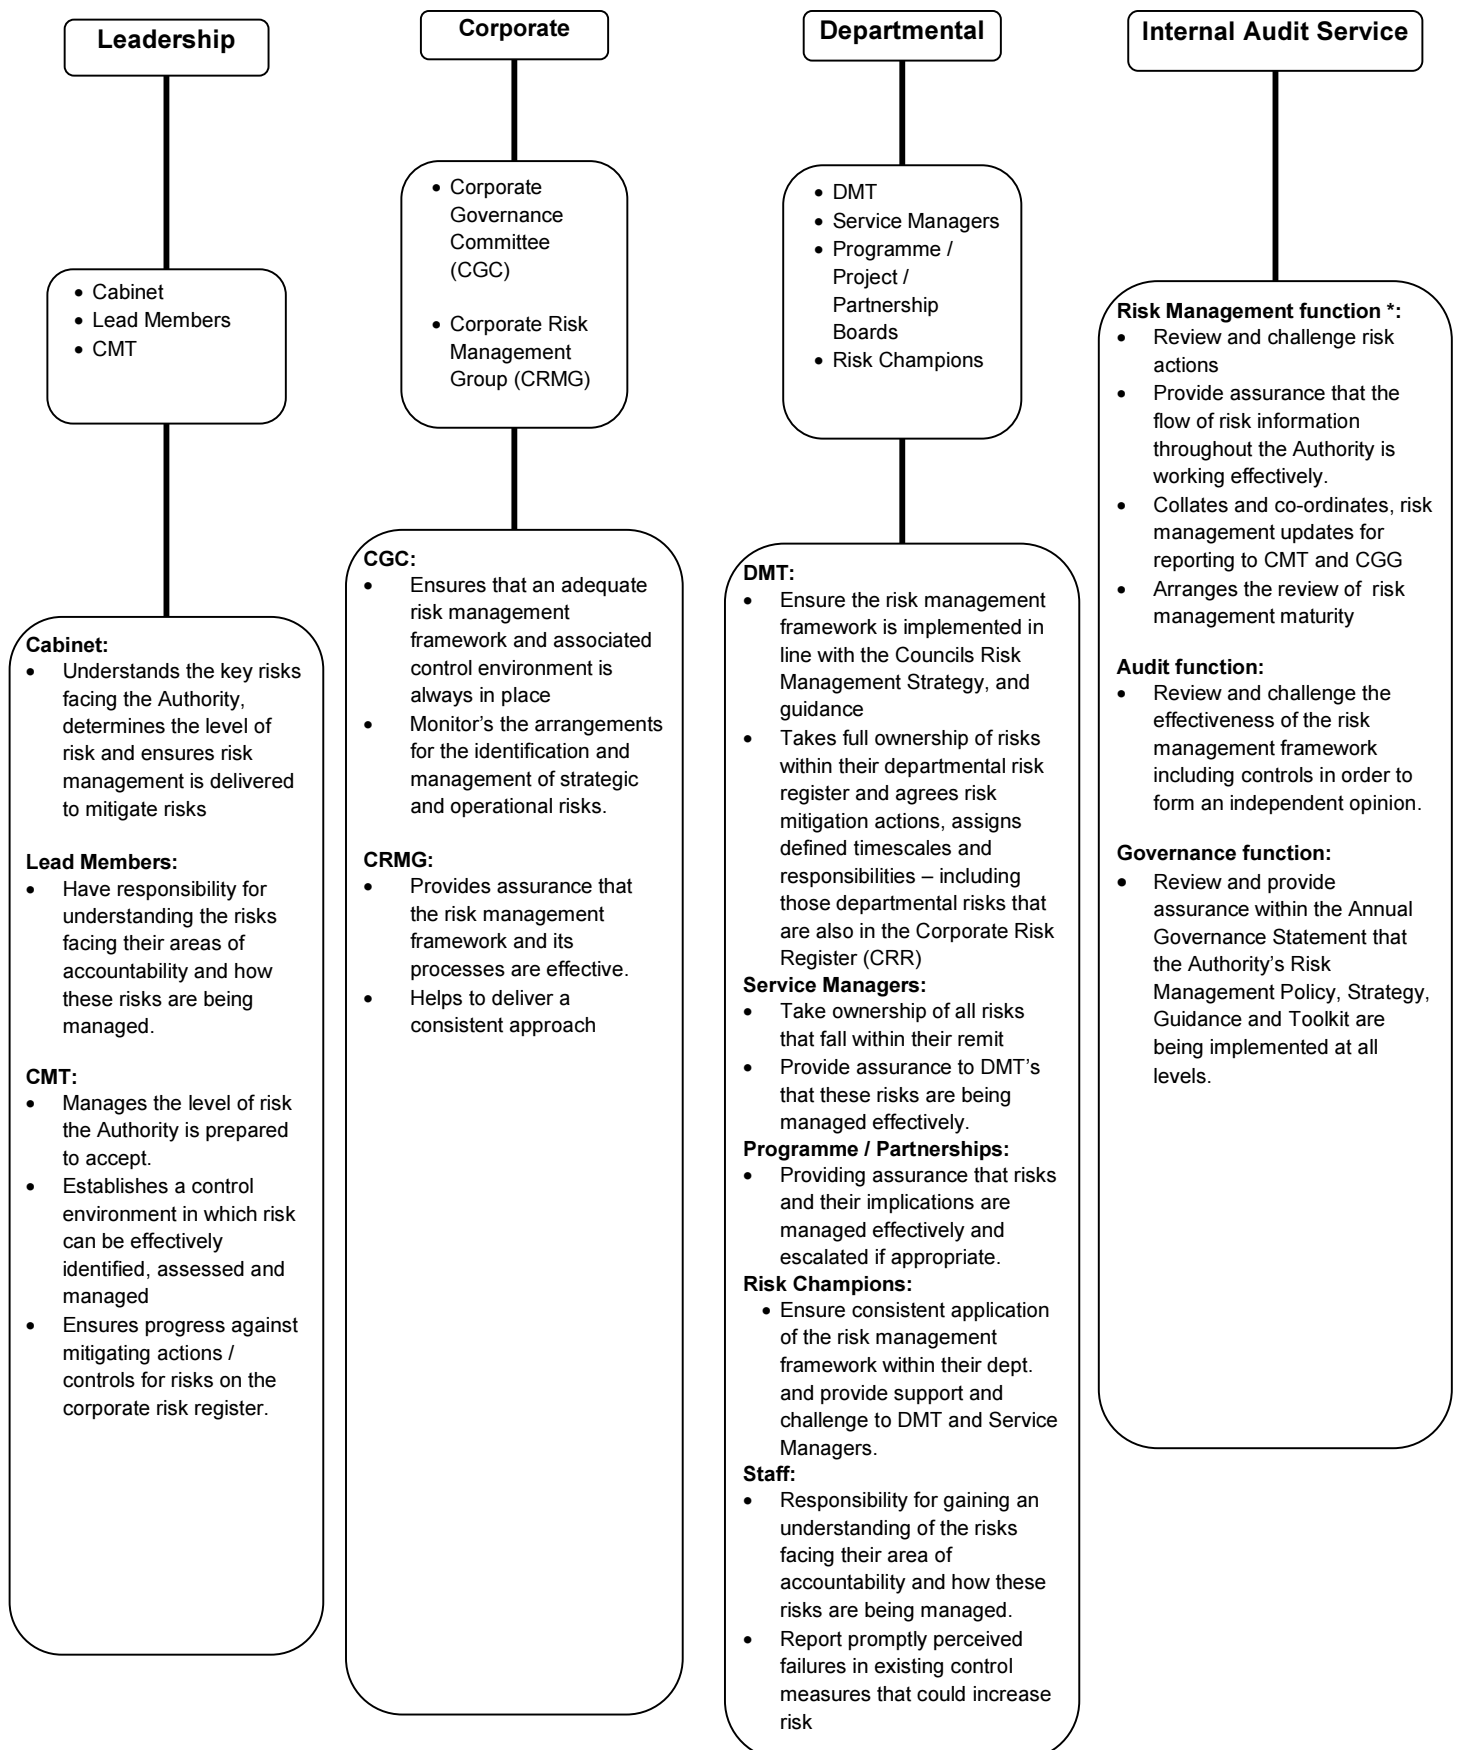 Leadership
• Cabinet
• Lead Members
• CMT
Cabinet:
• Understands the key risks
facing the Authority,
determines the level of
risk and ensures risk
management is delivered
to mitigate risks
Lead Members:
• Have responsibility for
understanding the risks
facing their areas of
accountability and how
these risks are being
managed.
CMT:
• Manages the level of risk
the Authority is prepared
to accept.
• Establishes a control
environment in which risk
can be effectively
identified, assessed and
managed
• Ensures progress against
mitigating actions /
controls for risks on the
corporate risk register.
Corporate
• Corporate
Governance
Committee
(CGC)
• Corporate Risk
Management
Group (CRMG)
CGC:
• Ensures that an adequate
risk management
framework and associated
control environment is
always in place
• Monitor’s the arrangements
for the identification and
management of strategic
and operational risks.
CRMG:
• Provides assurance that
the risk management
framework and its
processes are effective.
• Helps to deliver a
consistent approach
Departmental
• DMT
• Service Managers
• Programme /
Project /
Partnership
Boards
• Risk Champions
DMT:
• Ensure the risk management
framework is implemented in
line with the Councils Risk
Management Strategy, and
guidance
• Takes full ownership of risks
within their departmental risk
register and agrees risk
mitigation actions, assigns
defined timescales and
responsibilities – including
those departmental risks that
are also in the Corporate Risk
Register (CRR)
Service Managers:
• Take ownership of all risks
that fall within their remit
• Provide assurance to DMT’s
that these risks are being
managed effectively.
Programme / Partnerships:
• Providing assurance that risks
and their implications are
managed effectively and
escalated if appropriate.
Risk Champions:
• Ensure consistent application
of the risk management
framework within their dept.
and provide support and
challenge to DMT and Service
Managers.
Staff:
• Responsibility for gaining an
understanding of the risks
facing their area of
accountability and how these
risks are being managed.
• Report promptly perceived
failures in existing control
measures that could increase
risk
Internal Audit Service
Risk Management function *:
• Review and challenge risk
actions
• Provide assurance that the
flow of risk information
throughout the Authority is
working effectively.
• Collates and co-ordinates, risk
management updates for
reporting to CMT and CGG
• Arranges the review of risk
management maturity
Audit function:
• Review and challenge the
effectiveness of the risk
management framework
including controls in order to
form an independent opinion.
Governance function:
• Review and provide
assurance within the Annual
Governance Statement that
the Authority’s Risk
Management Policy, Strategy,
Guidance and Toolkit are
being implemented at all
levels.